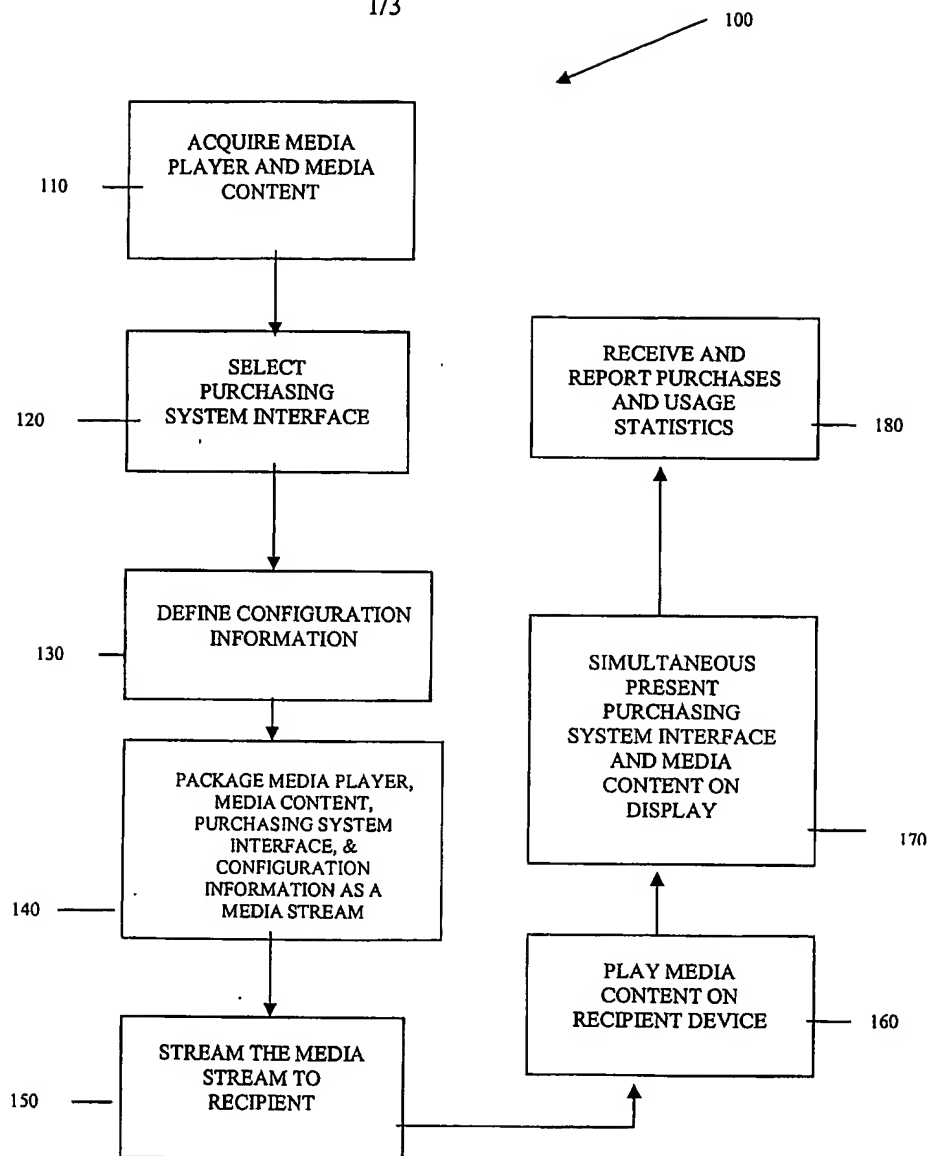 1/3
100
ACQUIRE MEDIA
PLAYER AND MEDIA
CONTENT
110
SELECT
PURCHASING
SYSTEM INTERFACE
120
DEFINE CONFIGURATION
INFORMATION
130
PACKAGE MEDIA PLAYER,
MEDIA CONTENT,
PURCHASING SYSTEM
INTERFACE, &
CONFIGURATION
INFORMATION AS A
MEDIA STREAM
140
STREAM THE MEDIA
STREAM TO
RECIPIENT
150
PLAY MEDIA
CONTENT ON
RECIPIENT DEVICE
160
SIMULTANEOUS
PRESENT
PURCHASING
SYSTEM INTERFACE
AND MEDIA
CONTENT ON
DISPLAY
170
RECEIVE AND
REPORT PURCHASES
AND USAGE
STATISTICS
180